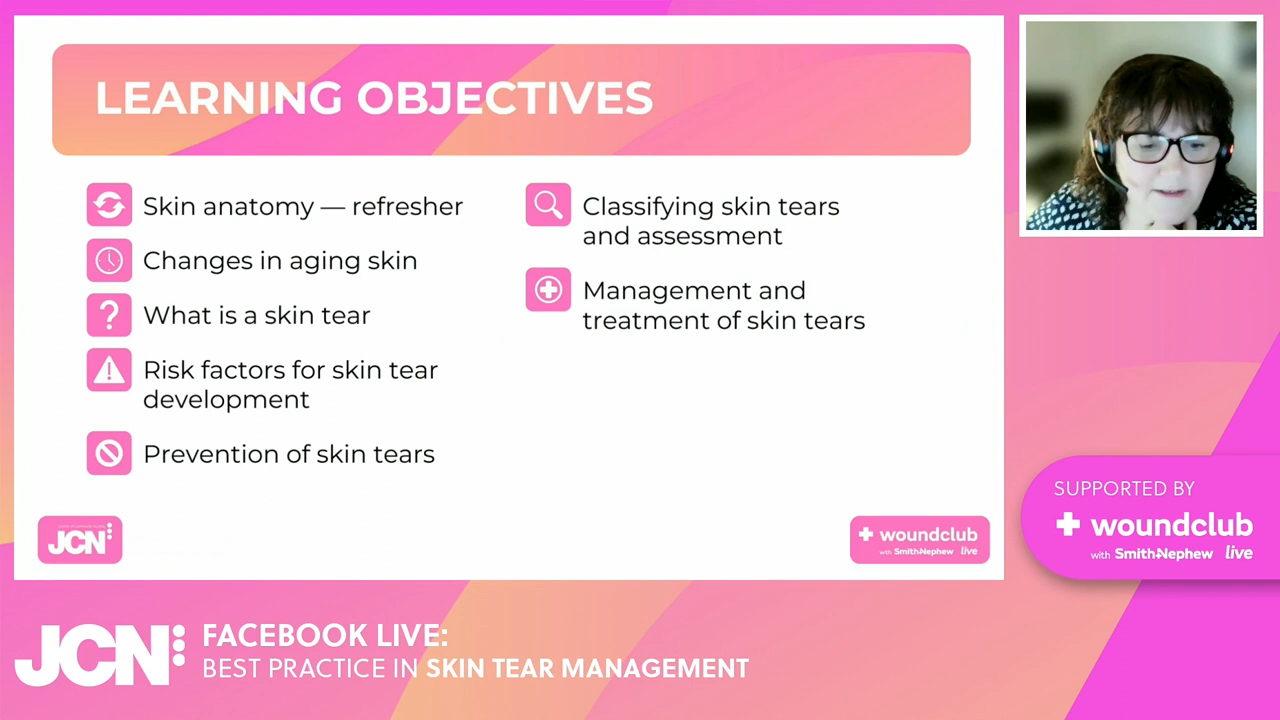 LEARNING OBJECTIVES
Skin anatomy — refresher
Changes in aging skin
What is a skin tear
Risk factors for skin tear
development
Prevention of skin tears
Classifying skin tears
and assessment
Management and
treatment of skin tears
JCN
woundclub
with Smith+Nephew live
SUPPORTED BY
woundclub
with Smith+Nephew live
JCN
FACEBOOK LIVE:
BEST PRACTICE IN SKIN TEAR MANAGEMENT